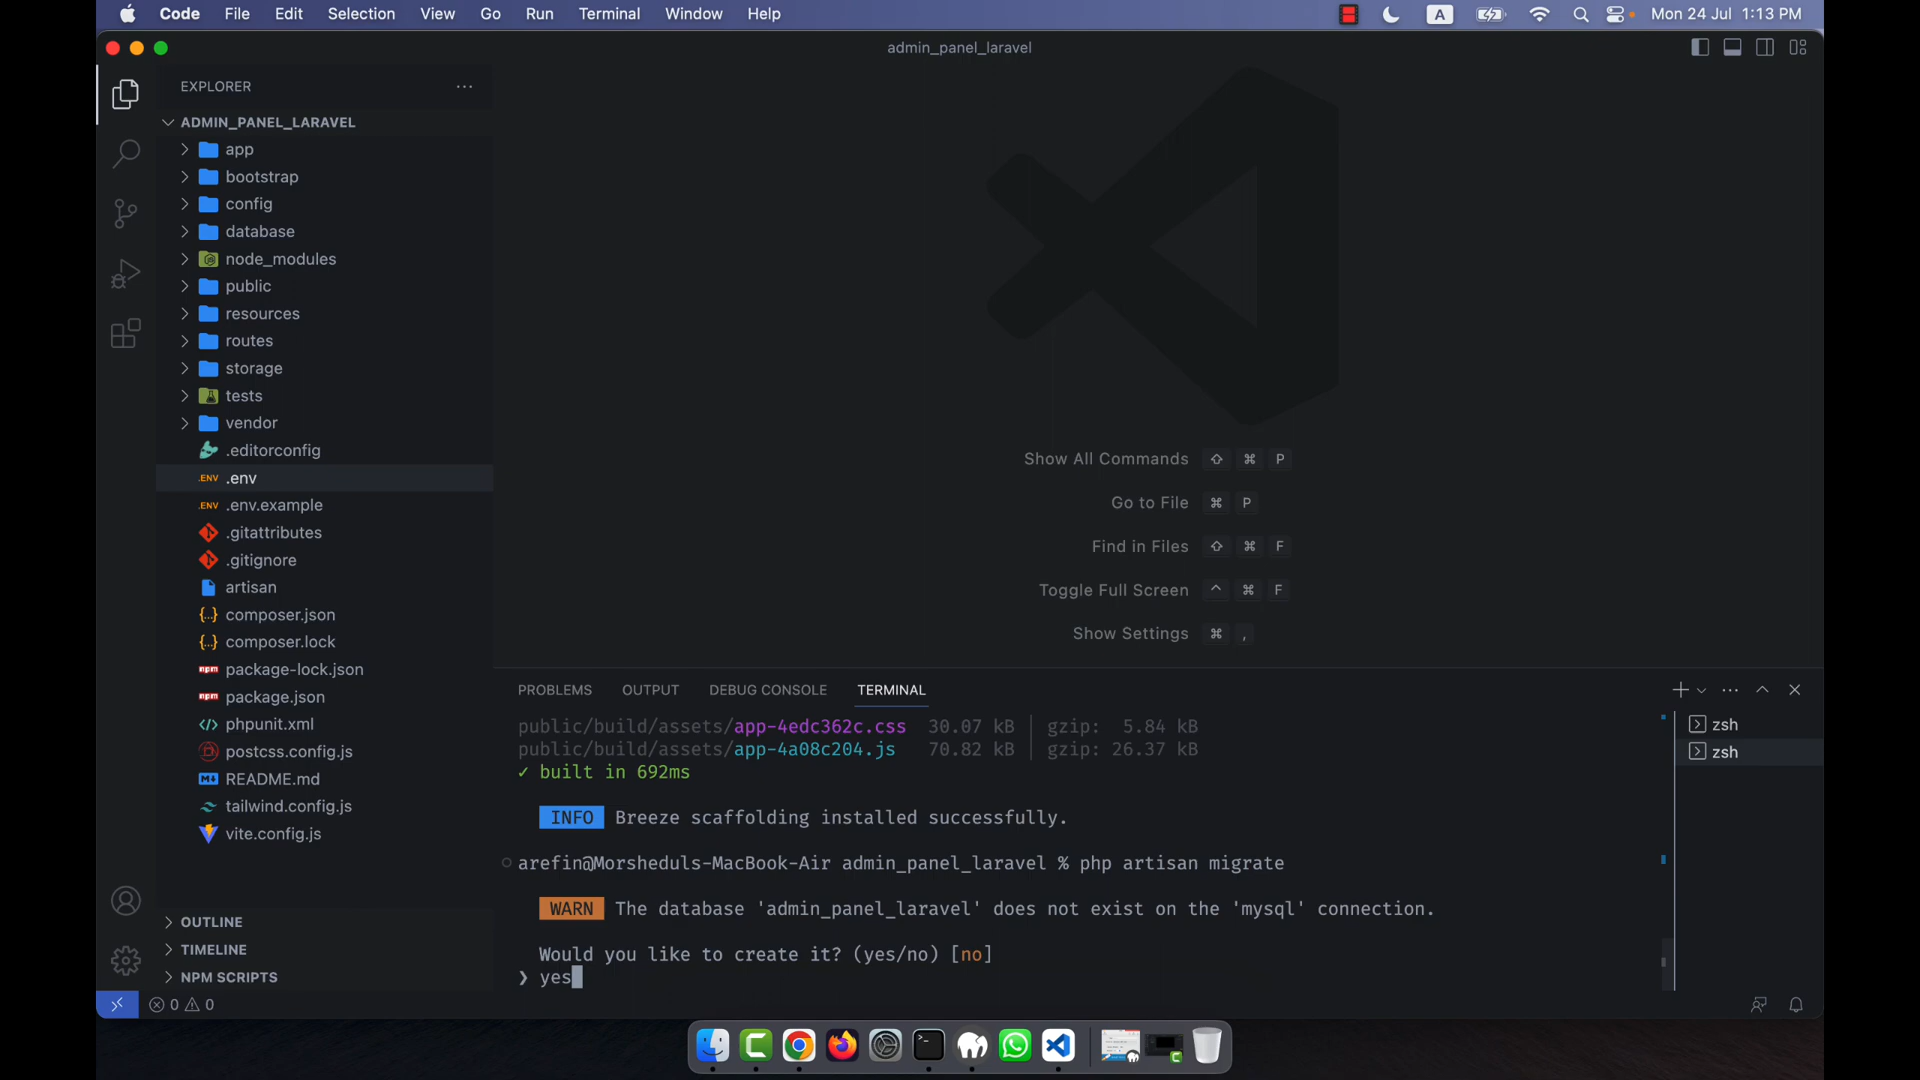 Code File Edit Selection View Go Run Terminal Window Help A Mon 24 Jul 1:13 PM
admin_panel_laravel
EXPLORER
ADMIN_PANEL_LARAVEL
app
bootstrap
config
database
node_modules
public
resources
routes
storage
tests
vendor
.editorconfig
.ENV .env
.ENV .env.example
.gitattributes
.gitignore
artisan
{..} composer.json
{..} composer.lock
npm package-lock.json
npm package.json
phpunit.xml
postcss.config.js
README.md
tailwind.config.js
vite.config.js
OUTLINE
TIMELINE
NPM SCRIPTS
0 0
Show All Commands ⇧ ⌘ P
Go to File ⌘ P
Find in Files ⇧ ⌘ F
Toggle Full Screen ^ ⌘ F
Show Settings ⌘ ,
PROBLEMS OUTPUT DEBUG CONSOLE TERMINAL
public/build/assets/app-4edc362c.css 30.07 kB │ gzip: 5.84 kB
public/build/assets/app-4a08c204.js 70.82 kB │ gzip: 26.37 kB
✓ built in 692ms
INFO Breeze scaffolding installed successfully.
arefin@Morsheduls-MacBook-Air admin_panel_laravel % php artisan migrate
WARN The database 'admin_panel_laravel' does not exist on the 'mysql' connection.
Would you like to create it? (yes/no) [no]
❯ yes
zsh
zsh